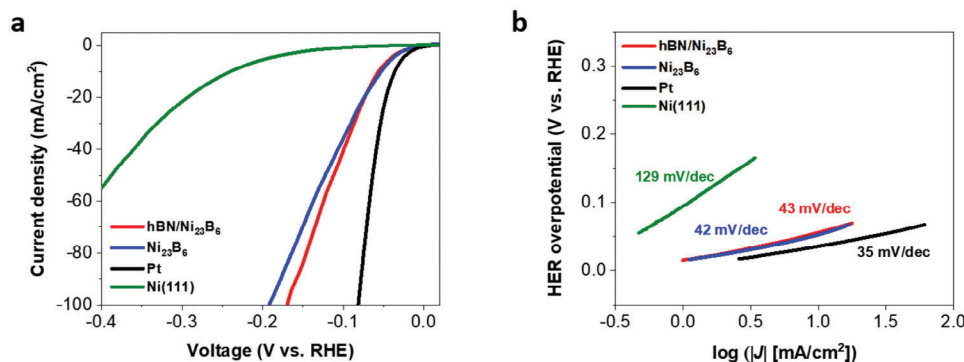 a
Current density (mA/cm²)
0
-20
-40
-60
-80
-100
hBN/Ni₂₃B₆
Ni₂₃B₆
Pt
Ni(111)
-0.4
-0.3
-0.2
-0.1
0.0
Voltage (V vs. RHE)
b
HER overpotential (V vs. RHE)
0.3
0.2
0.1
0.0
hBN/Ni₂₃B₆
Ni₂₃B₆
Pt
Ni(111)
129 mV/dec
43 mV/dec
42 mV/dec
35 mV/dec
-0.5
0.0
0.5
1.0
1.5
2.0
log (|J| [mA/cm²])